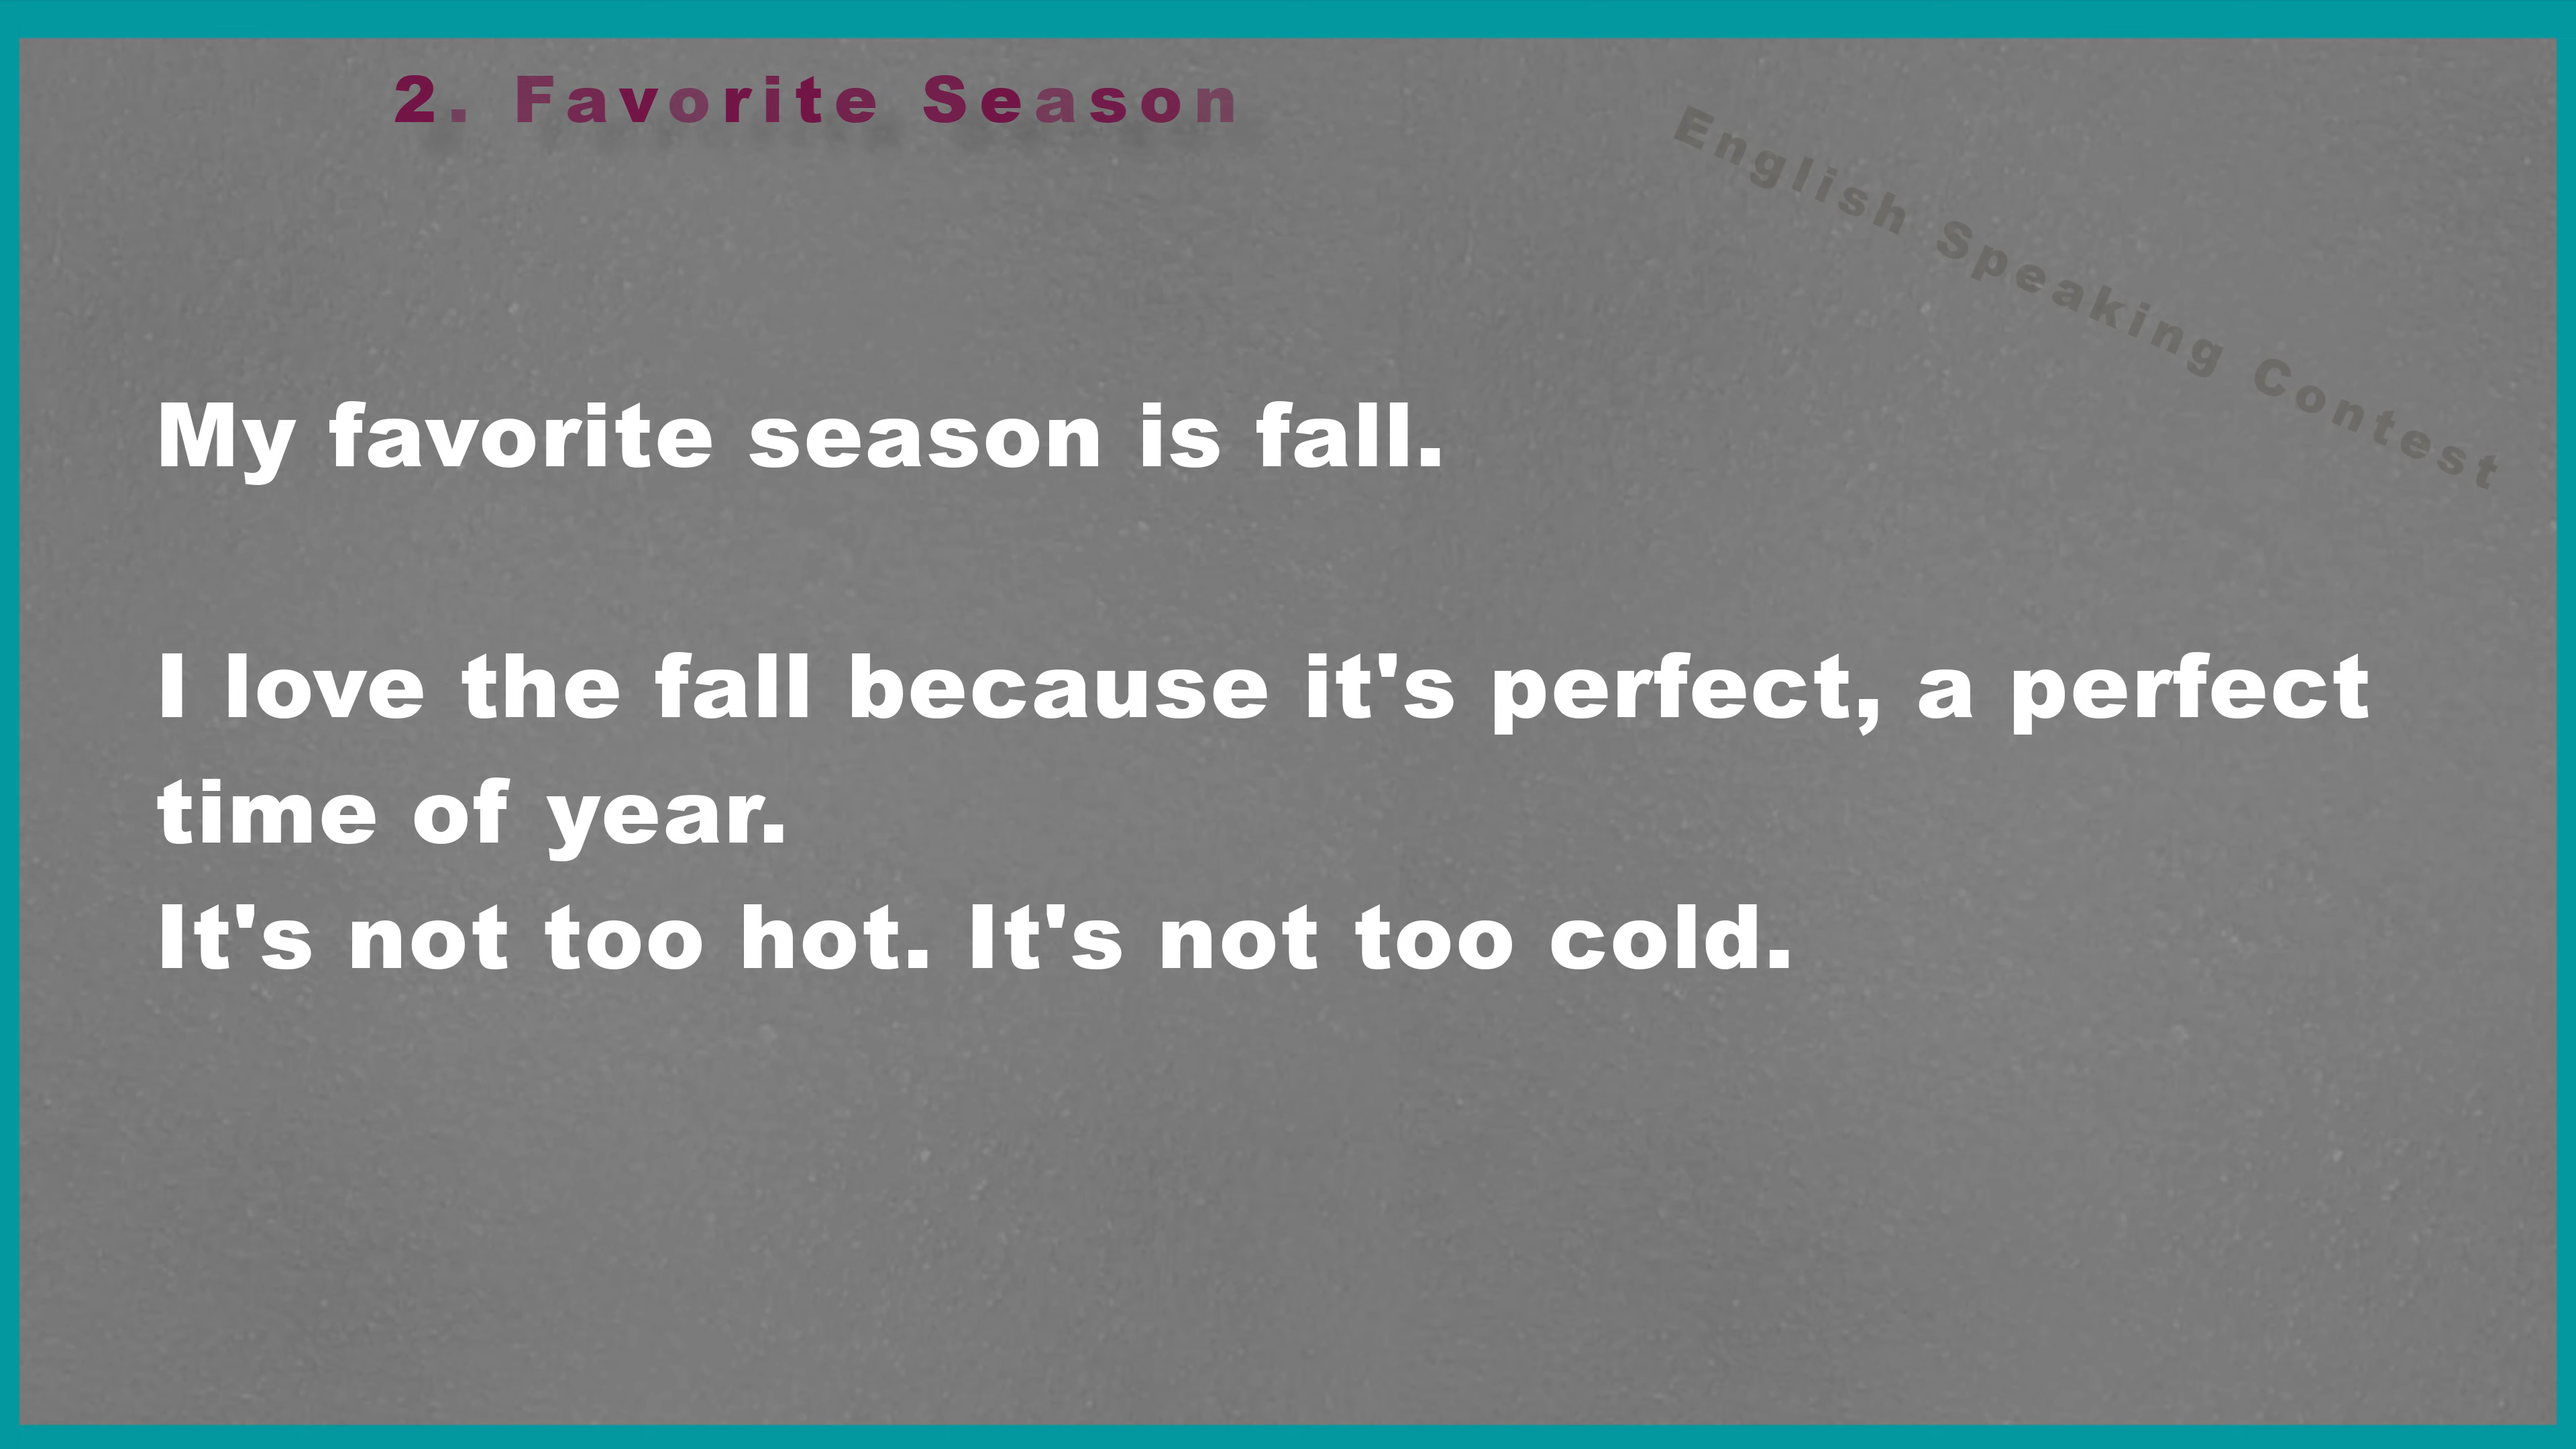 2. Favorite Season
English Speaking Contest
My favorite season is fall.
I love the fall because it's perfect, a perfect
time of year.
It's not too hot. It's not too cold.